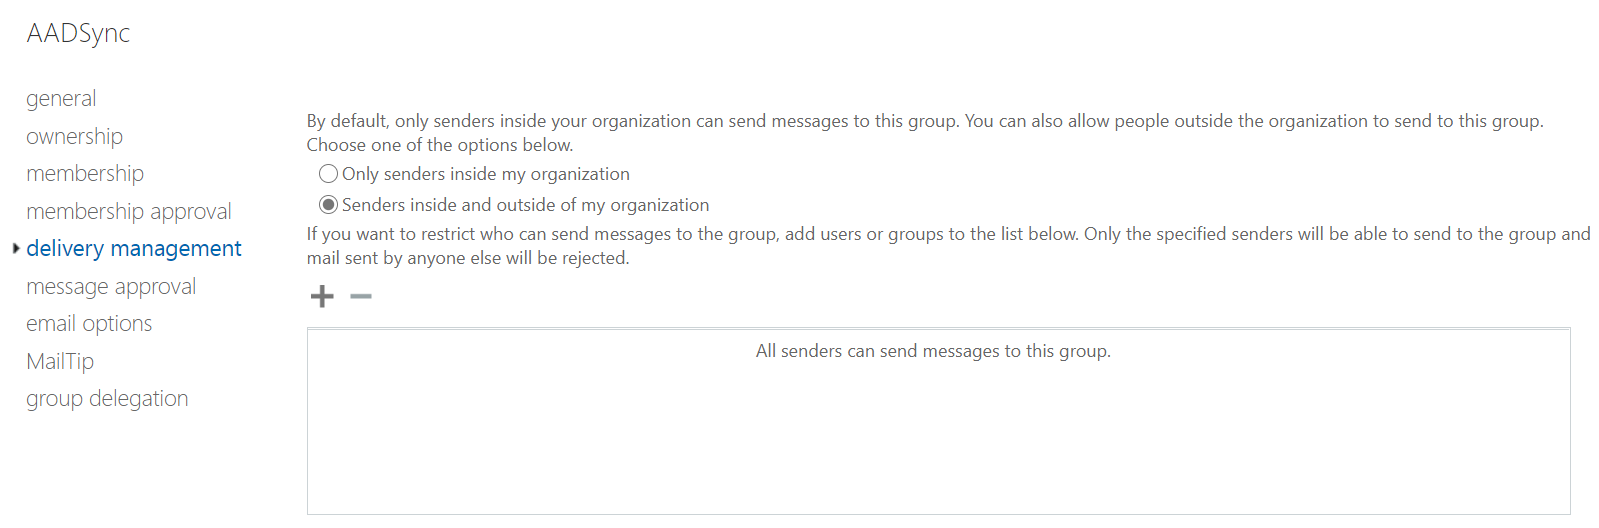 AADSync
general
ownership
membership
membership approval
delivery management
message approval
email options
MailTip
group delegation
By default, only senders inside your organization can send messages to this group. You can also allow people outside the organization to send to this group.
Choose one of the options below.
Only senders inside my organization
Senders inside and outside of my organization
If you want to restrict who can send messages to the group, add users or groups to the list below. Only the specified senders will be able to send to the group and
mail sent by anyone else will be rejected.
All senders can send messages to this group.